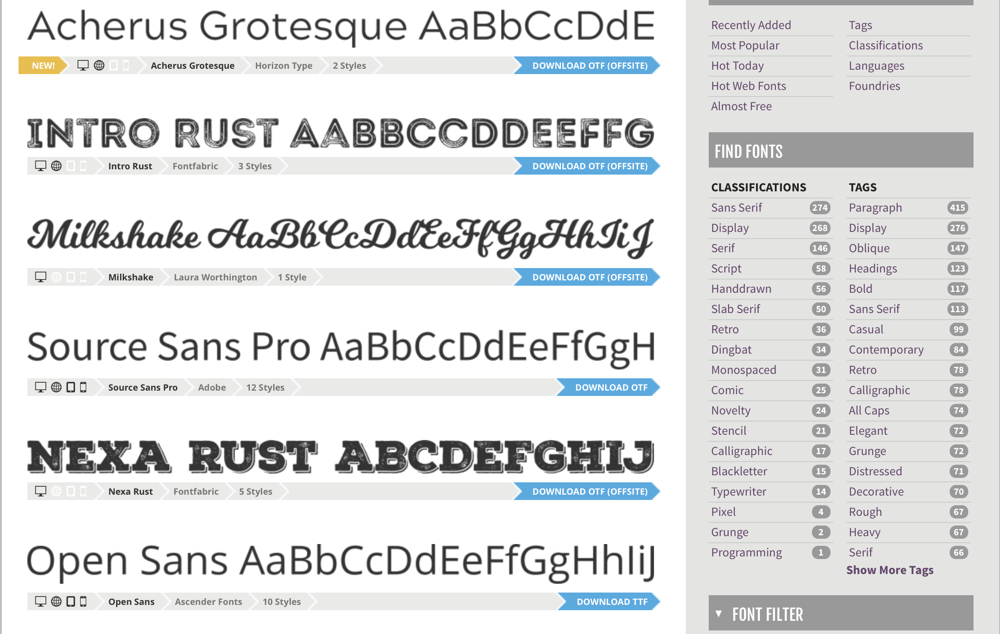 Acherus Grotesque AaBbCcDdE
NEW! Acherus Grotesque Horizon Type 2 Styles DOWNLOAD OTF (OFFSITE)
INTRO RUST AABBCCDDEEFFG
Intro Rust Fontfabric 3 Styles DOWNLOAD OTF (OFFSITE)
Milkshake AaBbCcDdEeFfGgHhIiJ
Milkshake Laura Worthington 1 Style DOWNLOAD OTF (OFFSITE)
Source Sans Pro AaBbCcDdEeFfGgH
Source Sans Pro Adobe 12 Styles DOWNLOAD OTF
NEXA RUST ABCDEFGHIJ
Nexa Rust Fontfabric 5 Styles DOWNLOAD OTF (OFFSITE)
Open Sans AaBbCcDdEeFfGgHhIiJ
Open Sans Ascender Fonts 10 Styles DOWNLOAD TTF
Recently Added
Most Popular
Hot Today
Hot Web Fonts
Almost Free
Tags
Classifications
Languages
Foundries
FIND FONTS
CLASSIFICATIONS
Sans Serif 274
Display 268
Serif 146
Script 58
Handdrawn 56
Slab Serif 50
Retro 36
Dingbat 34
Monospaced 31
Comic 25
Novelty 24
Stencil 21
Calligraphic 17
Blackletter 15
Typewriter 14
Pixel 4
Grunge 2
Programming 1
TAGS
Paragraph 415
Display 276
Oblique 147
Headings 123
Bold 117
Sans Serif 113
Casual 99
Contemporary 84
Retro 78
Calligraphic 78
All Caps 74
Elegant 72
Grunge 72
Distressed 71
Decorative 70
Rough 67
Heavy 67
Serif 66
Show More Tags
▼ FONT FILTER